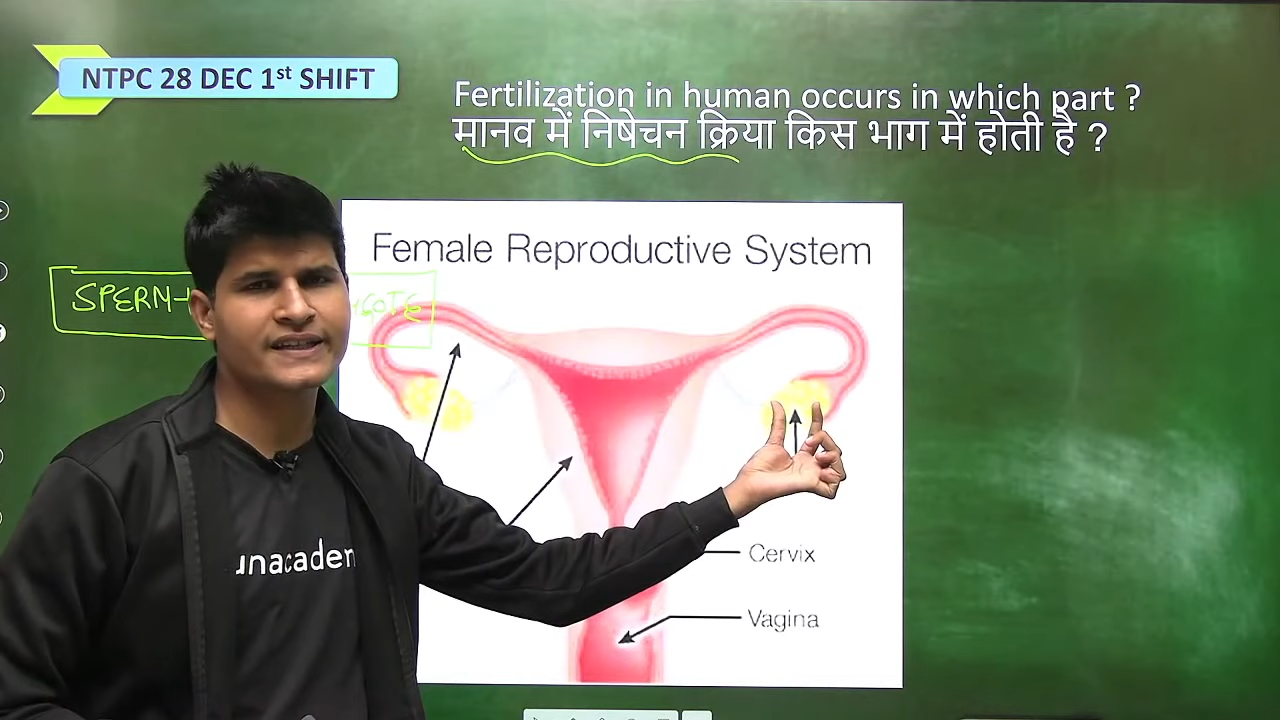 NTPC 28 DEC 1st SHIFT
Fertilization in human occurs in which part ?
मानव में निषेचन क्रिया किस भाग में होती है ?
Female Reproductive System
SPERM
Cervix
Vagina